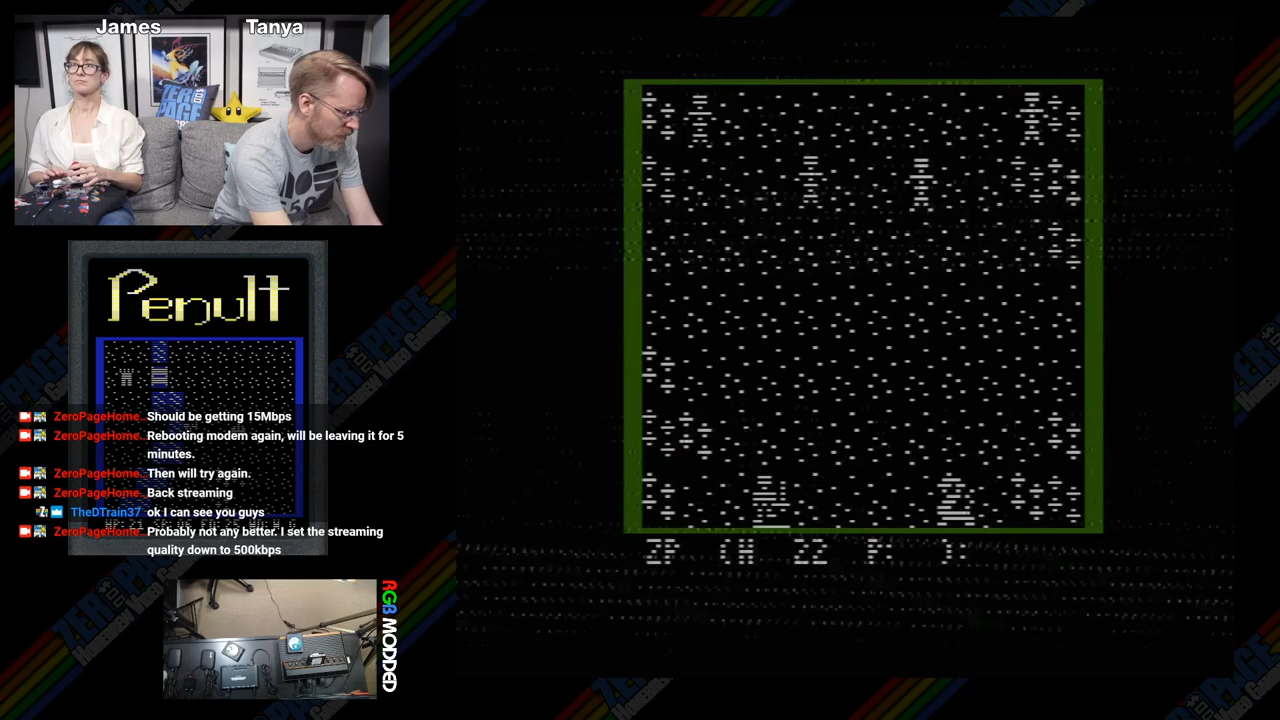 James
Tanya
Penult
ZeroPageHome... Should be getting 15Mbps
ZeroPageHome... Rebooting modem again, will be leaving it for 5
minutes.
ZeroPageHome... Then will try again.
ZeroPageHome... Back streaming
TheDTrain37 ok I can see you guys
ZeroPageHome... Probably not any better. I set the streaming
quality down to 500kbps
RGB MODDED